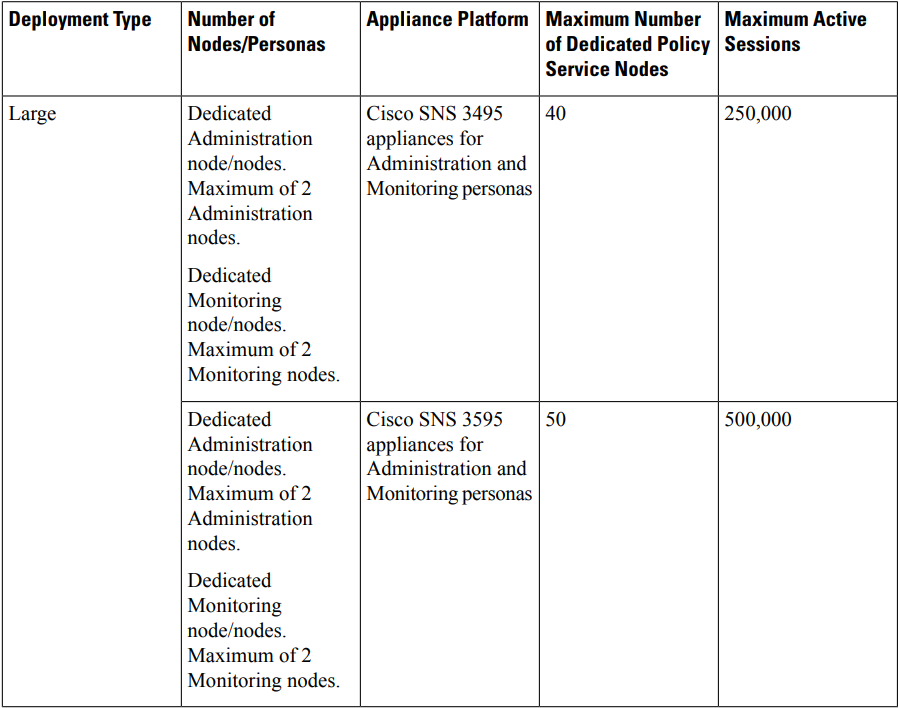 Deployment Type
Number of
Nodes/Personas
Appliance Platform
Maximum Number
of Dedicated Policy
Service Nodes
Maximum Active
Sessions
Large
Dedicated
Administration
node/nodes.
Maximum of 2
Administration
nodes.
Dedicated
Monitoring
node/nodes.
Maximum of 2
Monitoring nodes.
Cisco SNS 3495
appliances for
Administration and
Monitoring personas
40
250,000
Dedicated
Administration
node/nodes.
Maximum of 2
Administration
nodes.
Dedicated
Monitoring
node/nodes.
Maximum of 2
Monitoring nodes.
Cisco SNS 3595
appliances for
Administration and
Monitoring personas
50
500,000